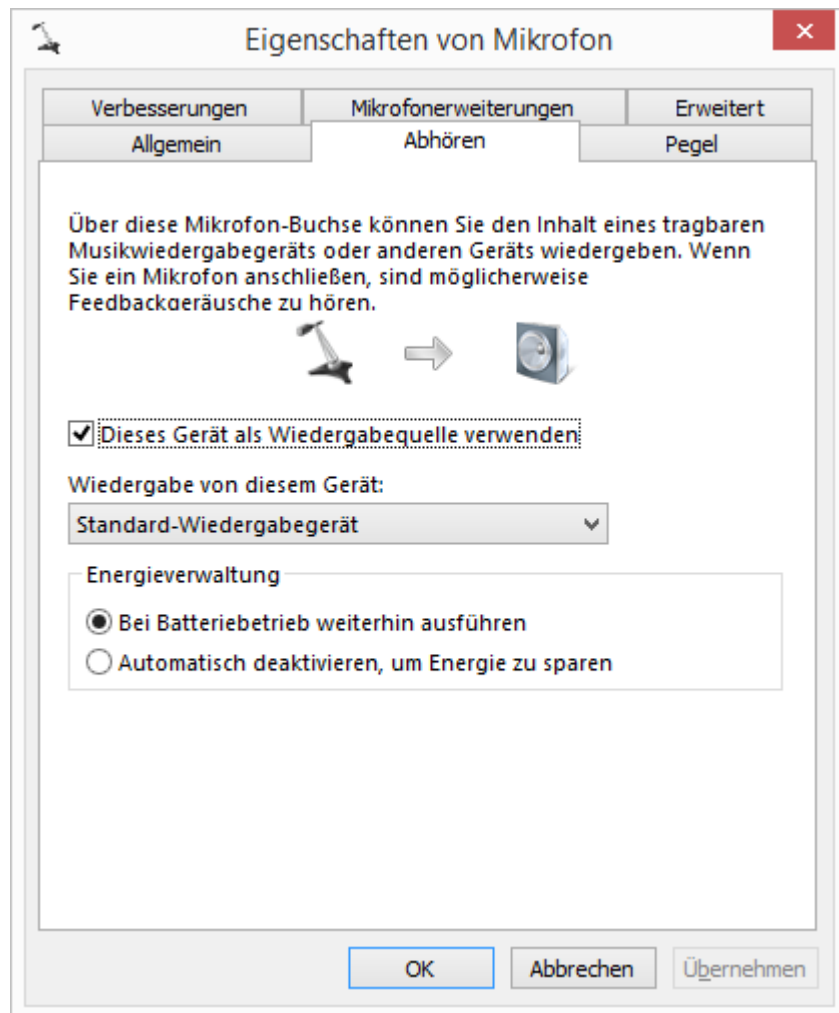 Eigenschaften von Mikrofon
Verbesserungen Mikrofonerweiterungen Erweitert
Allgemein Abhören Pegel
Über diese Mikrofon-Buchse können Sie den Inhalt eines tragbaren
Musikwiedergabegeräts oder anderen Geräts wiedergeben. Wenn
Sie ein Mikrofon anschließen, sind möglicherweise
Feedbackgeräusche zu hören.
Dieses Gerät als Wiedergabequelle verwenden
Wiedergabe von diesem Gerät:
Standard-Wiedergabegerät
Energieverwaltung
Bei Batteriebetrieb weiterhin ausführen
Automatisch deaktivieren, um Energie zu sparen
OK Abbrechen Übernehmen